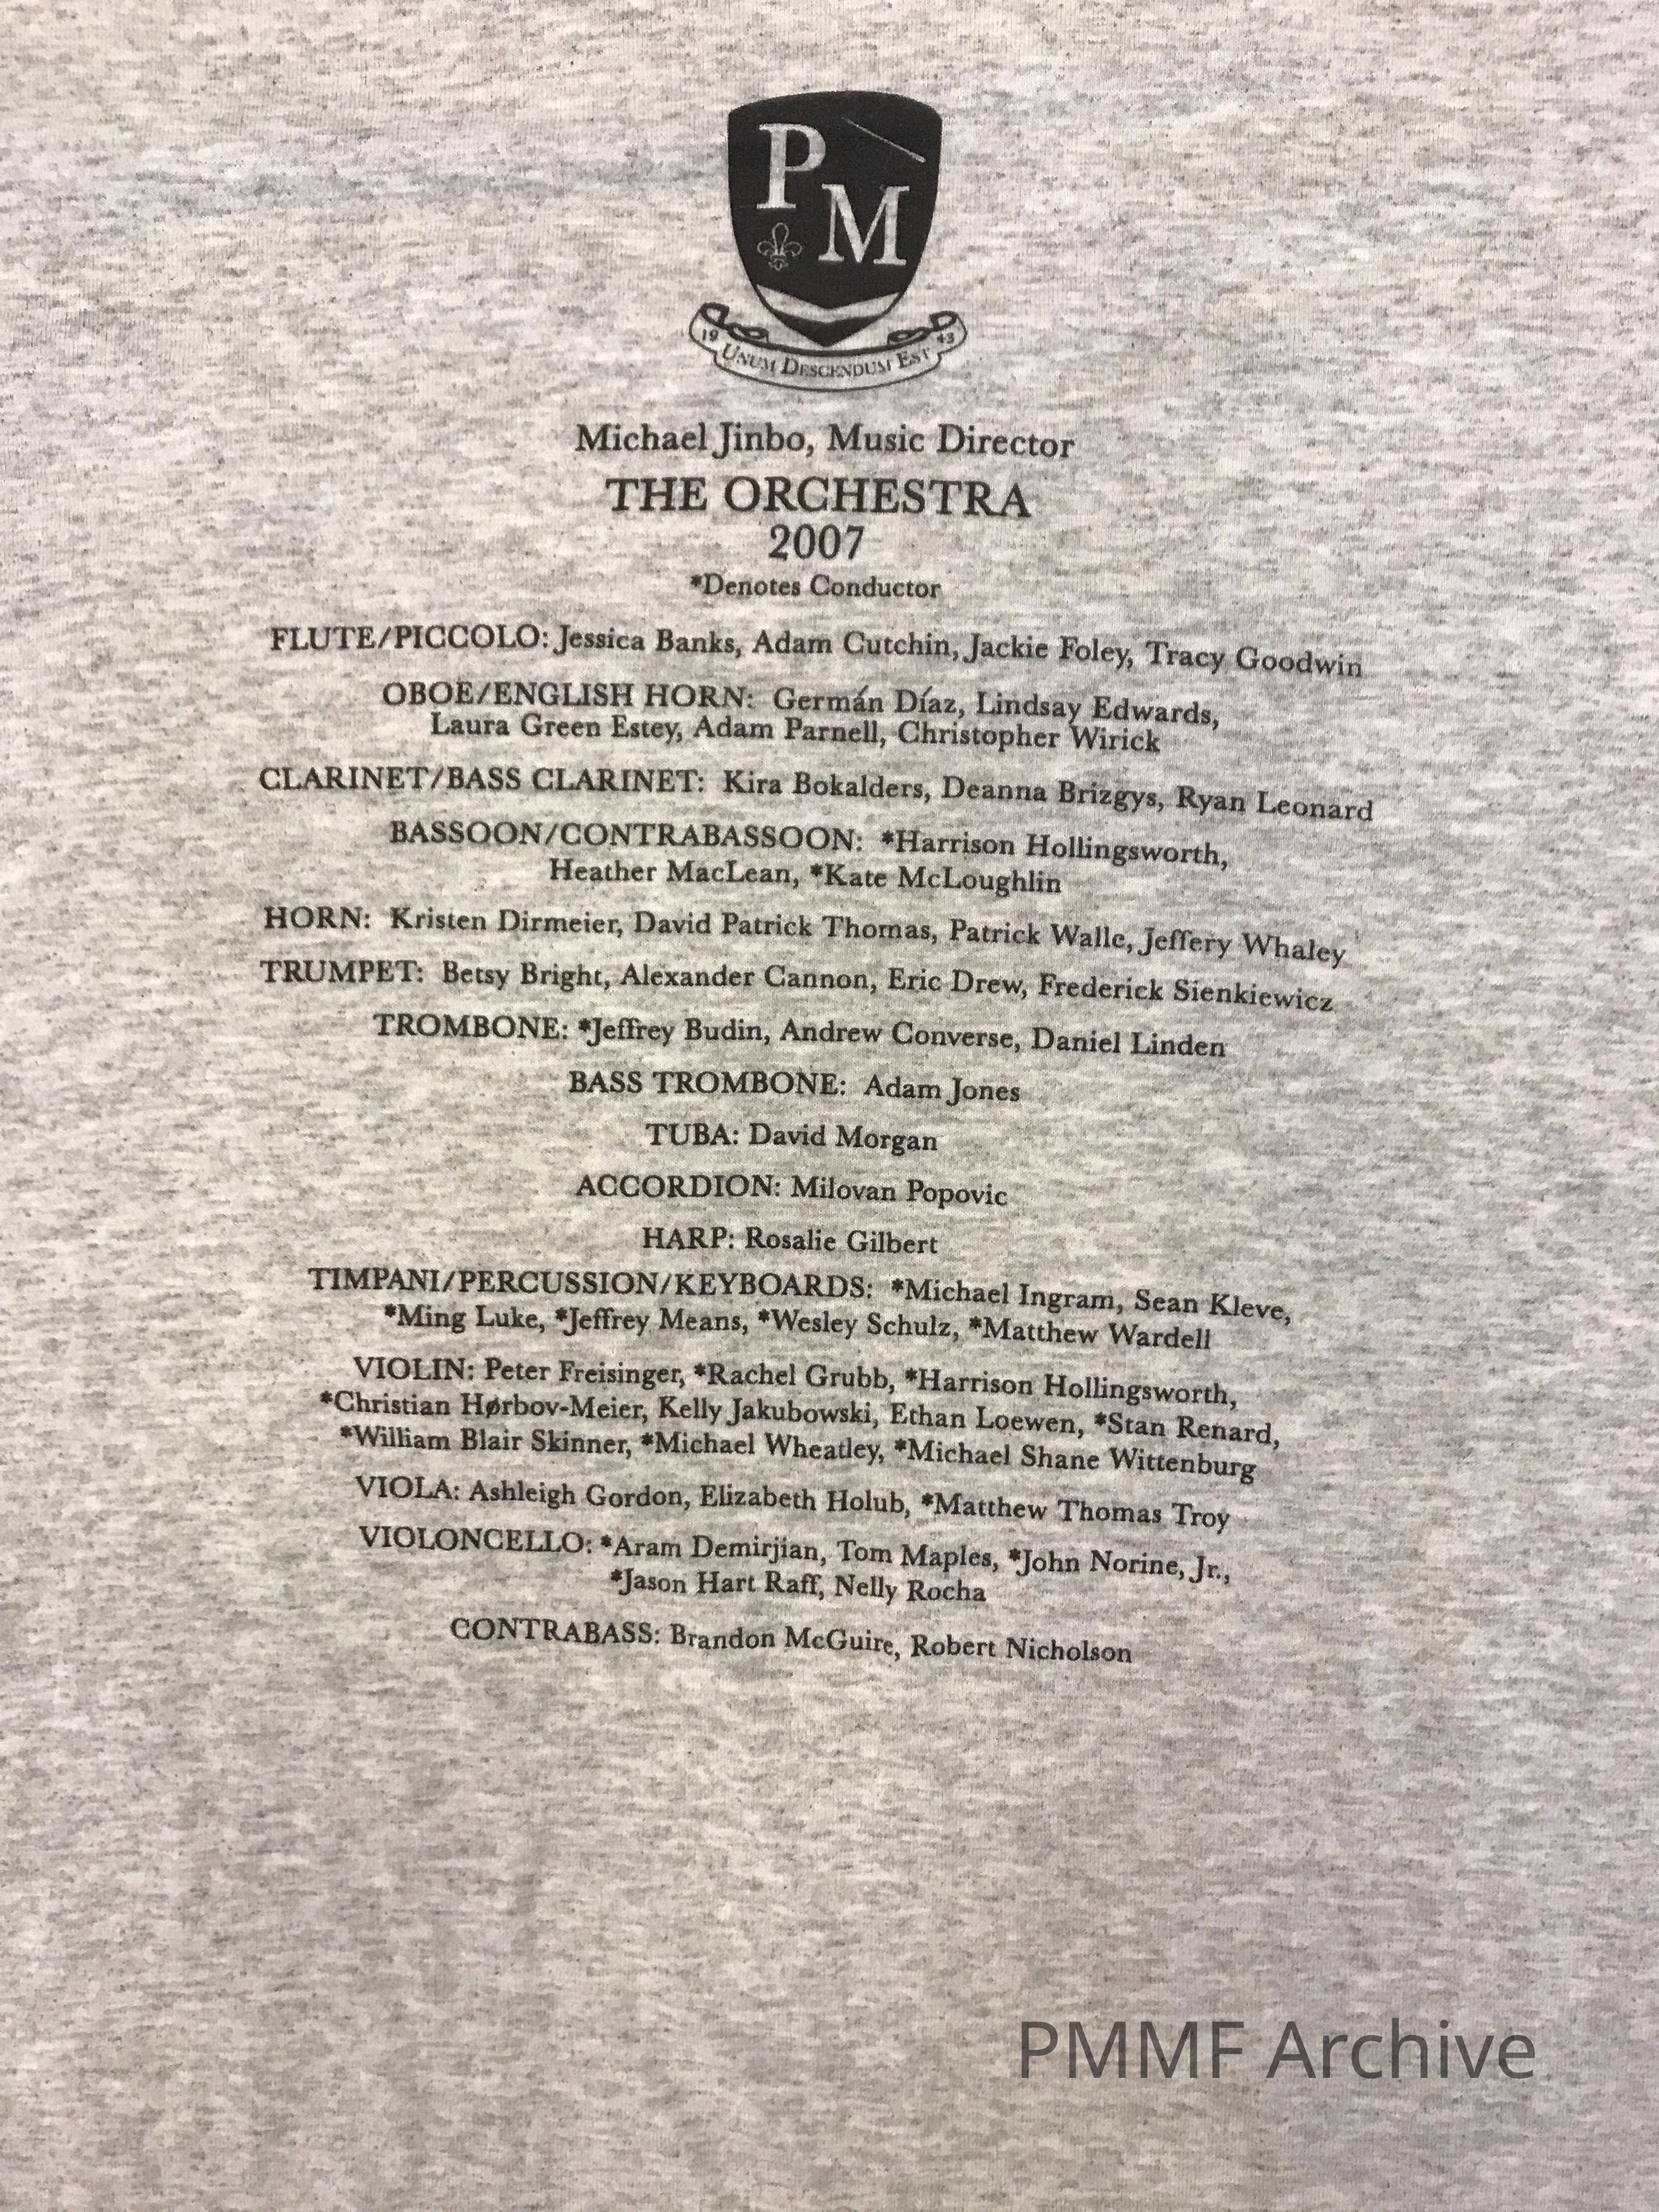 P
M
19 UNUM DESCENDUM EST 43
Michael Jinbo, Music Director
THE ORCHESTRA
2007
*Denotes Conductor
FLUTE/PICCOLO: Jessica Banks, Adam Cutchin, Jackie Foley, Tracy Goodwin
OBOE/ENGLISH HORN: Germán Díaz, Lindsay Edwards,
Laura Green Estey, Adam Parnell, Christopher Wirick
CLARINET/BASS CLARINET: Kira Bokalders, Deanna Brizgys, Ryan Leonard
BASSOON/CONTRABASSOON: *Harrison Hollingsworth,
Heather MacLean, *Kate McLoughlin
HORN: Kristen Dirmeier, David Patrick Thomas, Patrick Walle, Jeffery Whaley
TRUMPET: Betsy Bright, Alexander Cannon, Eric Drew, Frederick Sienkiewicz
TROMBONE: *Jeffrey Budin, Andrew Converse, Daniel Linden
BASS TROMBONE: Adam Jones
TUBA: David Morgan
ACCORDION: Milovan Popovic
HARP: Rosalie Gilbert
TIMPANI/PERCUSSION/KEYBOARDS: *Michael Ingram, Sean Kleve,
*Ming Luke, *Jeffrey Means, *Wesley Schulz, *Matthew Wardell
VIOLIN: Peter Freisinger, *Rachel Grubb, *Harrison Hollingsworth,
*Christian Hørbov-Meier, Kelly Jakubowski, Ethan Loewen, *Stan Renard,
*William Blair Skinner, *Michael Wheatley, *Michael Shane Wittenburg
VIOLA: Ashleigh Gordon, Elizabeth Holub, *Matthew Thomas Troy
VIOLONCELLO: *Aram Demirjian, Tom Maples, *John Norine, Jr.,
*Jason Hart Raff, Nelly Rocha
CONTRABASS: Brandon McGuire, Robert Nicholson
PMMF Archive